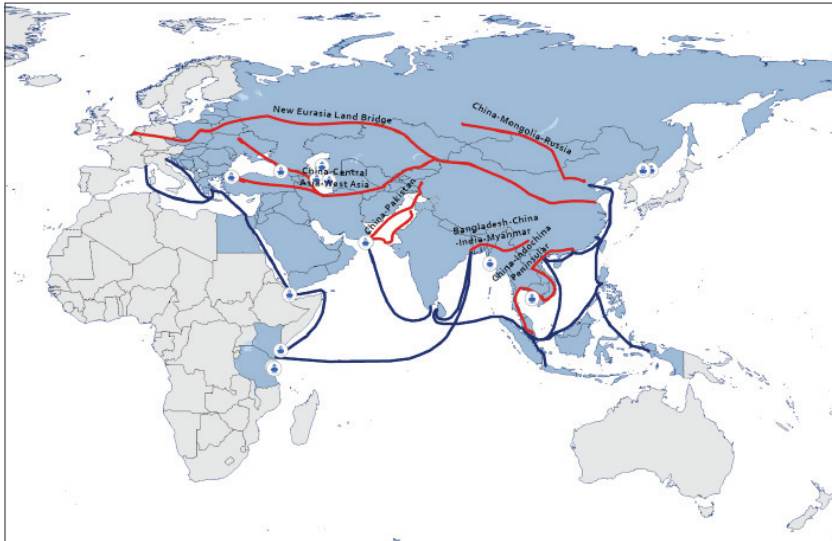 New Eurasia Land Bridge
China-Mongolia-Russia
China-Central
Asia-West Asia
China-Pakistan
Bangladesh-China
-India-Myanmar
China-Indochina
Peninsular